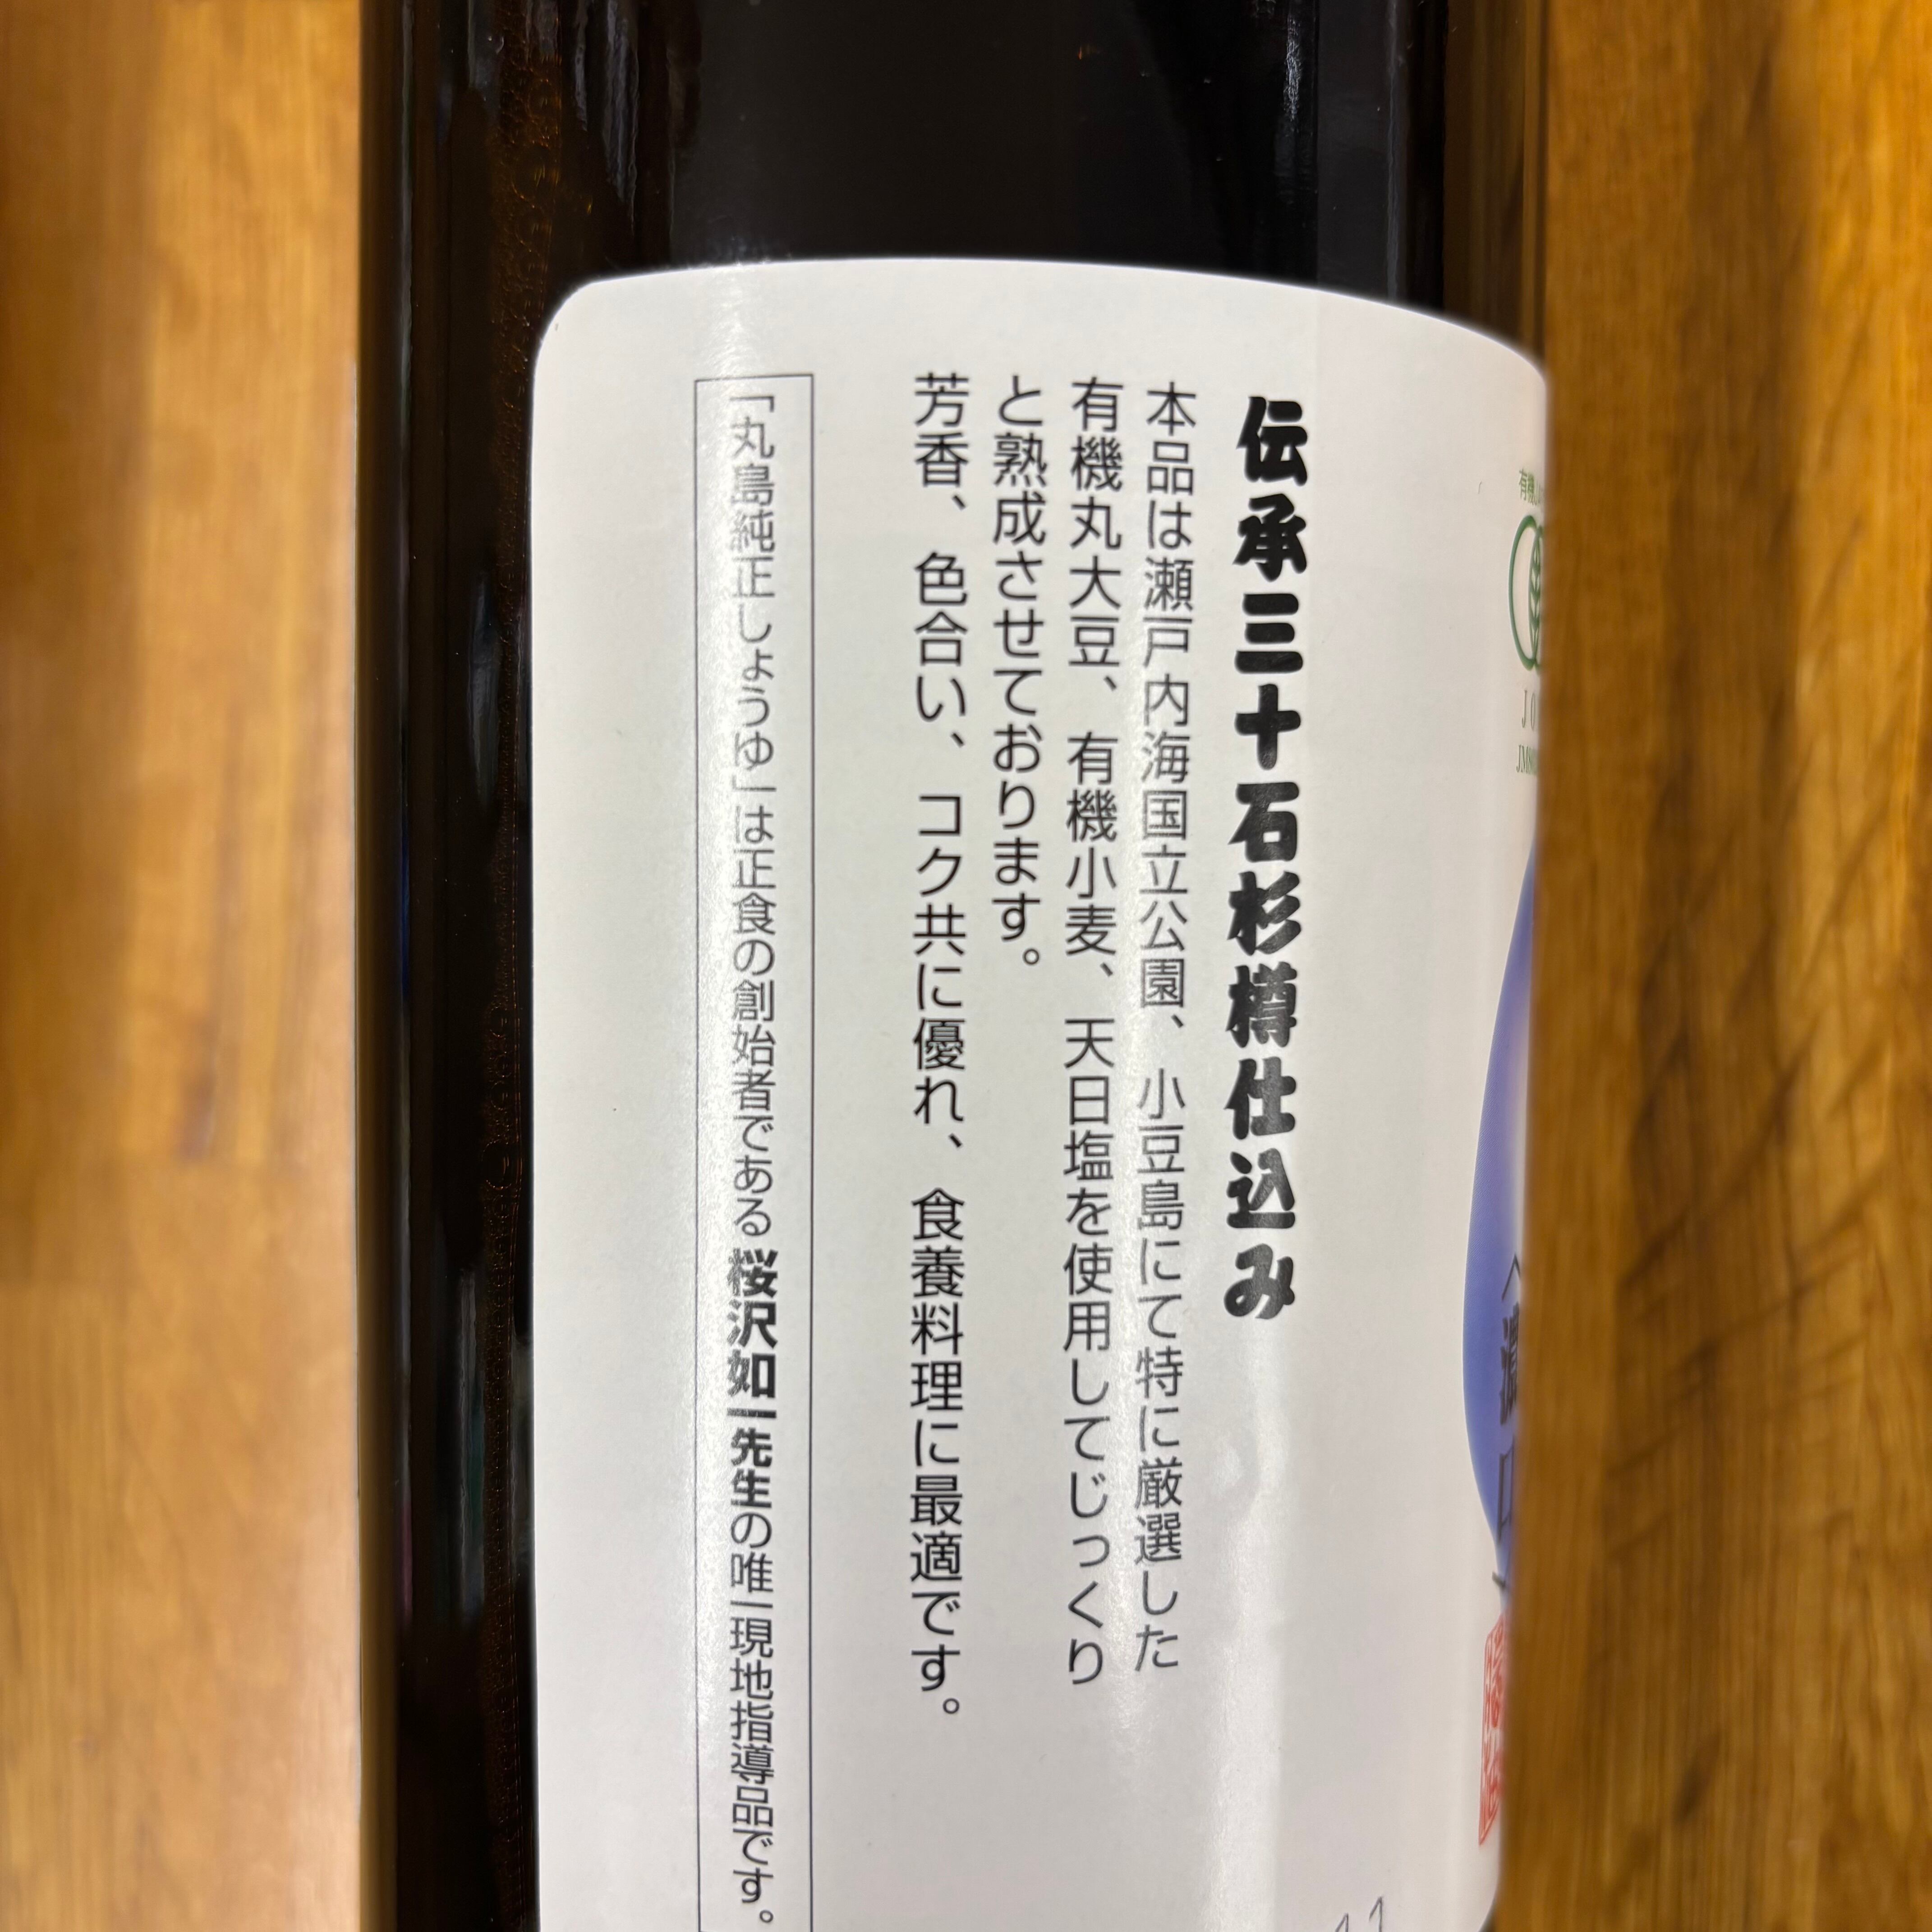 有機
JM
濃口
伝承三十石杉樽仕込み
本品は瀬戸内海国立公園、小豆島にて特に厳選した
有機丸大豆、有機小麦、天日塩を使用してじっくり
と熟成させております。
芳香、色合い、コク共に優れ、食養料理に最適です。
「丸島純正しょうゆ」は正食の創始者である桜沢如一先生の唯一現地指導品です。